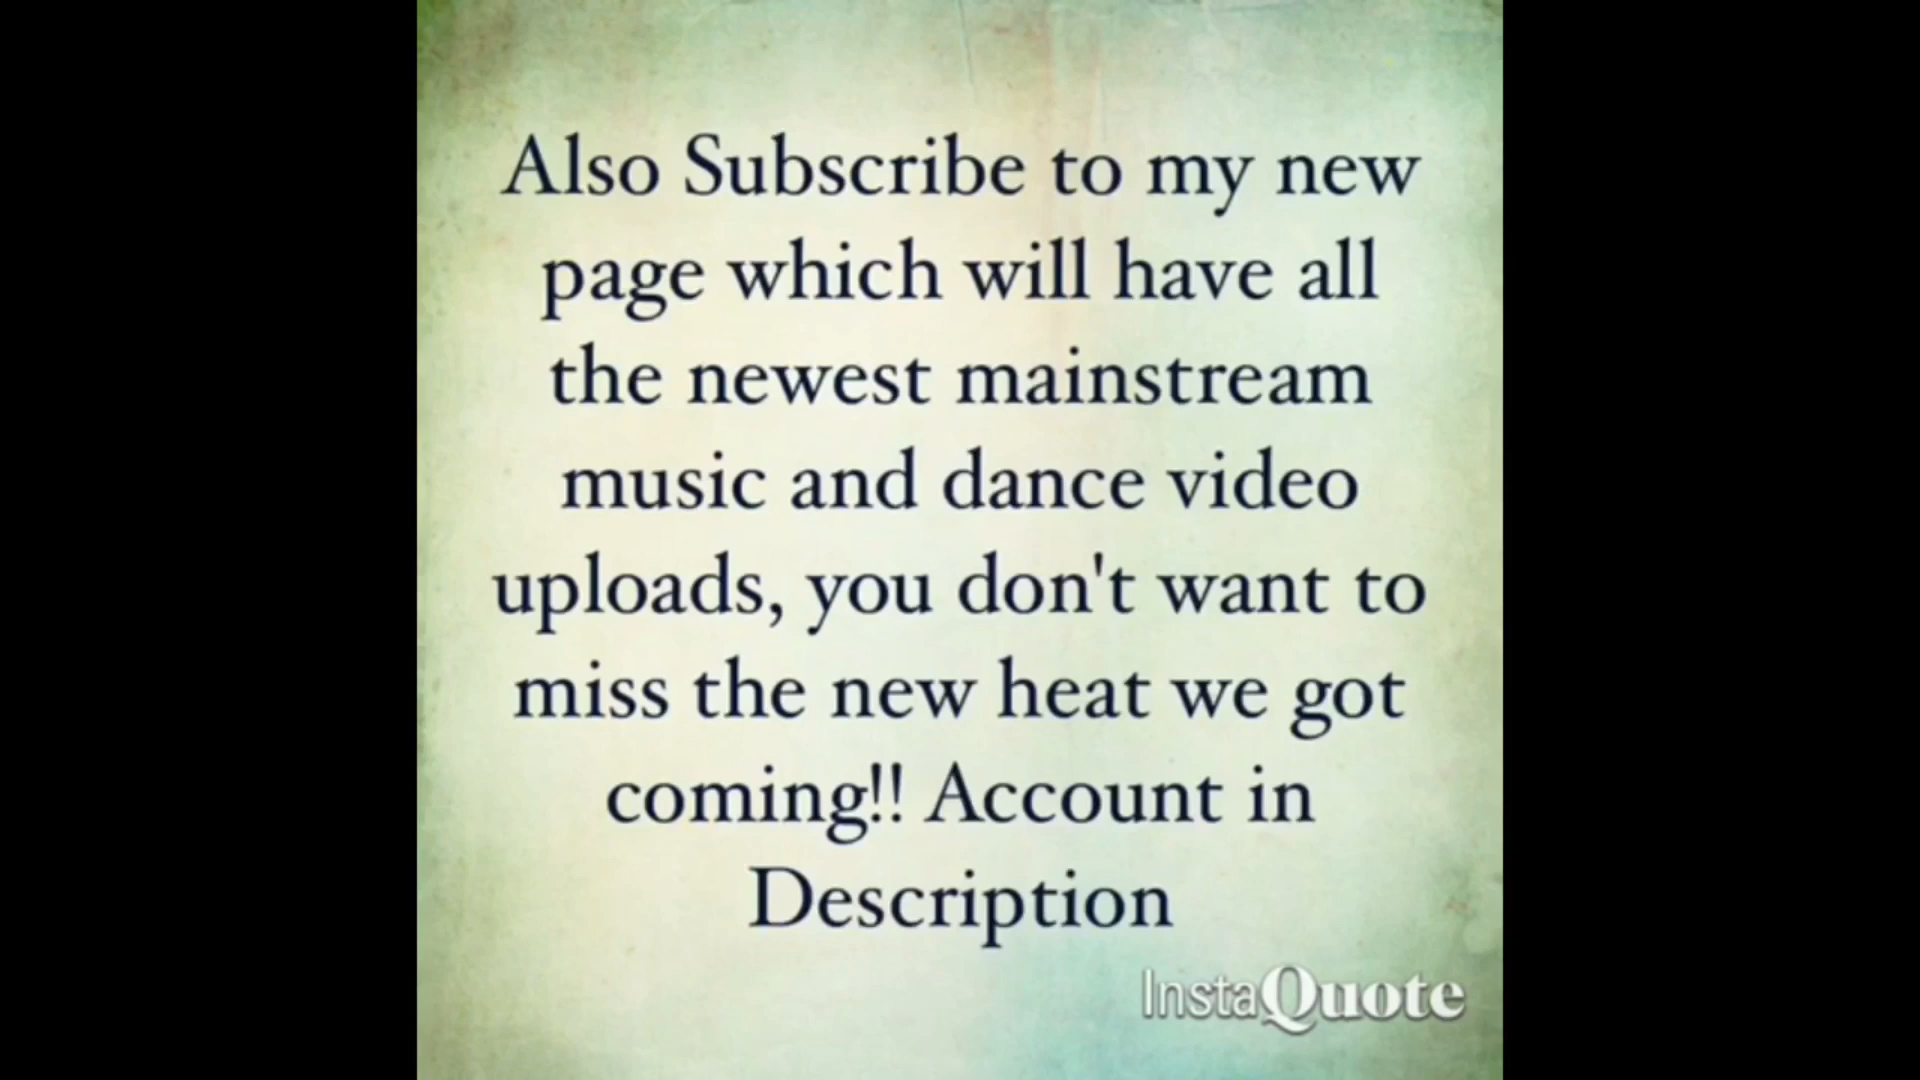 Also Subscribe to my new
page which will have all
the newest mainstream
music and dance video
uploads, you don't want to
miss the new heat we got
coming!! Account in
Description
InstaQuote